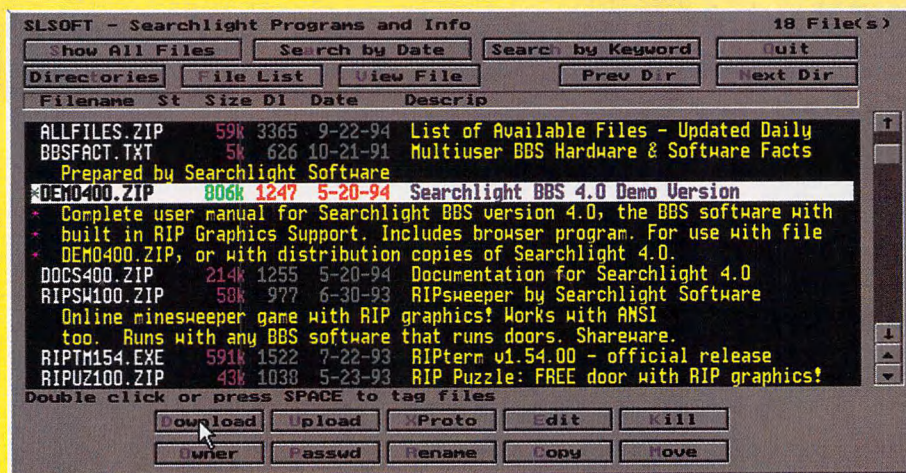 SLSOFT - Searchlight Programs and Info 18 File(s)
Show All Files Search by Date Search by Keyword Quit
Directories File List View File Prev Dir Next Dir
Filename St Size Dl Date Descrip
ALLFILES.ZIP 59k 3365 9-22-94 List of Available Files - Updated Daily
BBSFACT.TXT 5k 626 10-21-91 Multiuser BBS Hardware & Software Facts
Prepared by Searchlight Software
*DEMO400.ZIP 806k 1247 5-20-94 Searchlight BBS 4.0 Demo Version
* Complete user manual for Searchlight BBS version 4.0, the BBS software with
* built in RIP Graphics Support. Includes browser program. For use with file
* DEMO400.ZIP, or with distribution copies of Searchlight 4.0.
DOCS400.ZIP 214k 1255 5-20-94 Documentation for Searchlight 4.0
RIPSW100.ZIP 58k 977 6-30-93 RIPsweeper by Searchlight Software
Online minesweeper game with RIP graphics! Works with ANSI
too. Runs with any BBS software that runs doors. Shareware.
RIPTM154.EXE 591k 1522 7-22-93 RIPterm v1.54.00 - official release
RIPUZ100.ZIP 43k 1038 5-23-93 RIP Puzzle: FREE door with RIP graphics!
Double click or press SPACE to tag files
Download Upload XProto Edit Kill
Owner Passwd Rename Copy Move